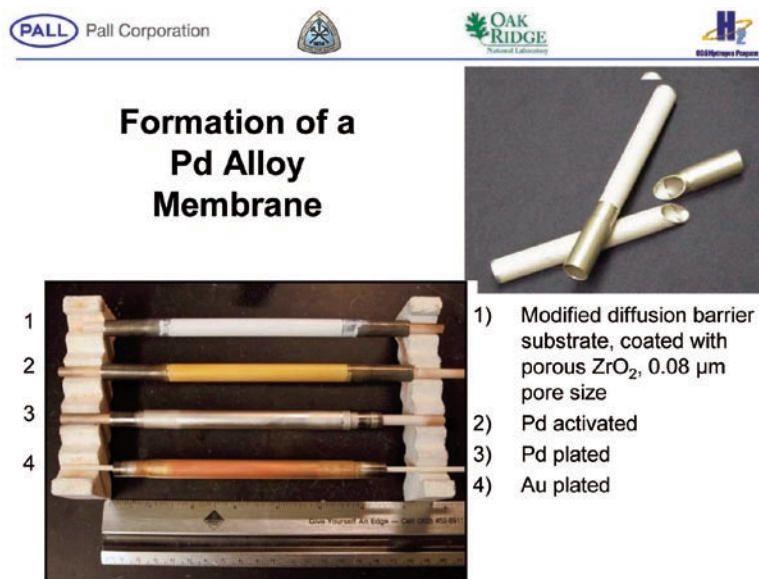 PALL Pall Corporation
OAK
RIDGE
National Laboratory
H2
Formation of a
Pd Alloy
Membrane
1
2
3
4
Give Yourself An Edge
1) Modified diffusion barrier
substrate, coated with
porous ZrO₂, 0.08 µm
pore size
2) Pd activated
3) Pd plated
4) Au plated